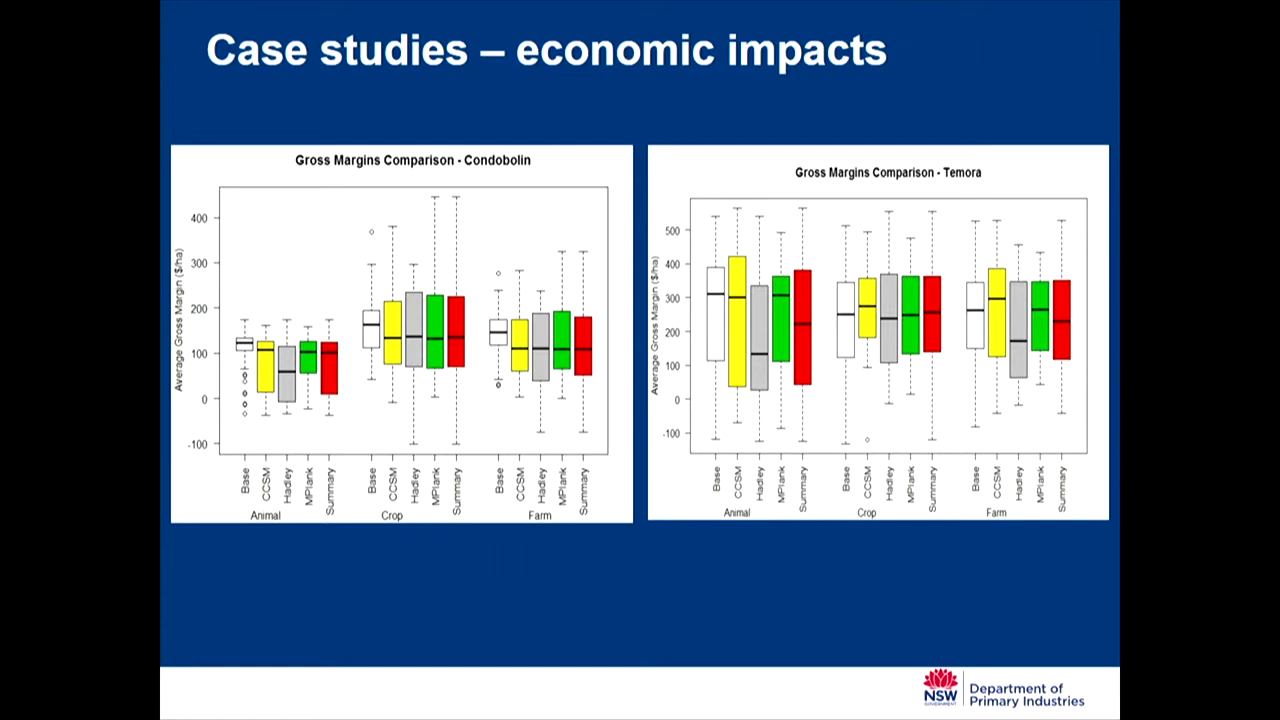 Case studies – economic impacts
Gross Margins Comparison - Condobolin
Average Gross Margin ($/ha)
400
300
200
100
0
-100
Base
CCSM
Hadley
MPlank
Summary
Base
CCSM
Hadley
MPlank
Summary
Base
CCSM
Hadley
MPlank
Summary
Animal
Crop
Farm
Gross Margins Comparison - Temora
Average Gross Margin ($/ha)
500
400
300
200
100
0
-100
Base
CCSM
Hadley
MPlank
Summary
Base
CCSM
Hadley
MPlank
Summary
Base
CCSM
Hadley
MPlank
Summary
Animal
Crop
Farm
NSW
GOVERNMENT
Department of
Primary Industries